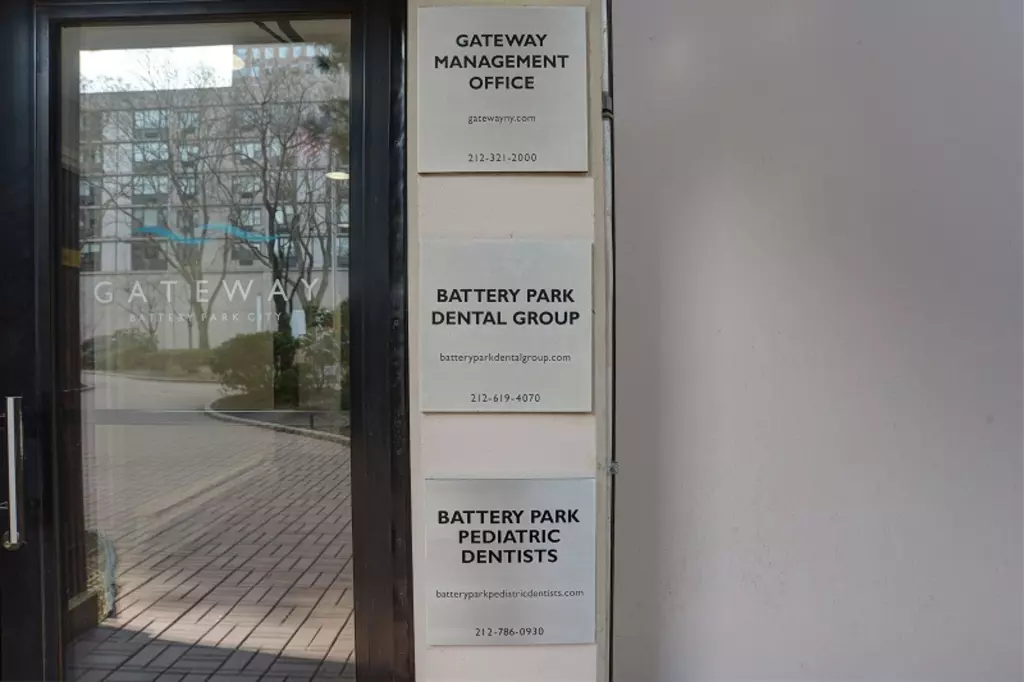 GATEWAY
BATTERY PARK CITY
GATEWAY
MANAGEMENT
OFFICE
gatewayny.com
212-321-2000
BATTERY PARK
DENTAL GROUP
batteryparkdentalgroup.com
212-619-4070
BATTERY PARK
PEDIATRIC
DENTISTS
batteryparkpediatricdentists.com
212-786-0930